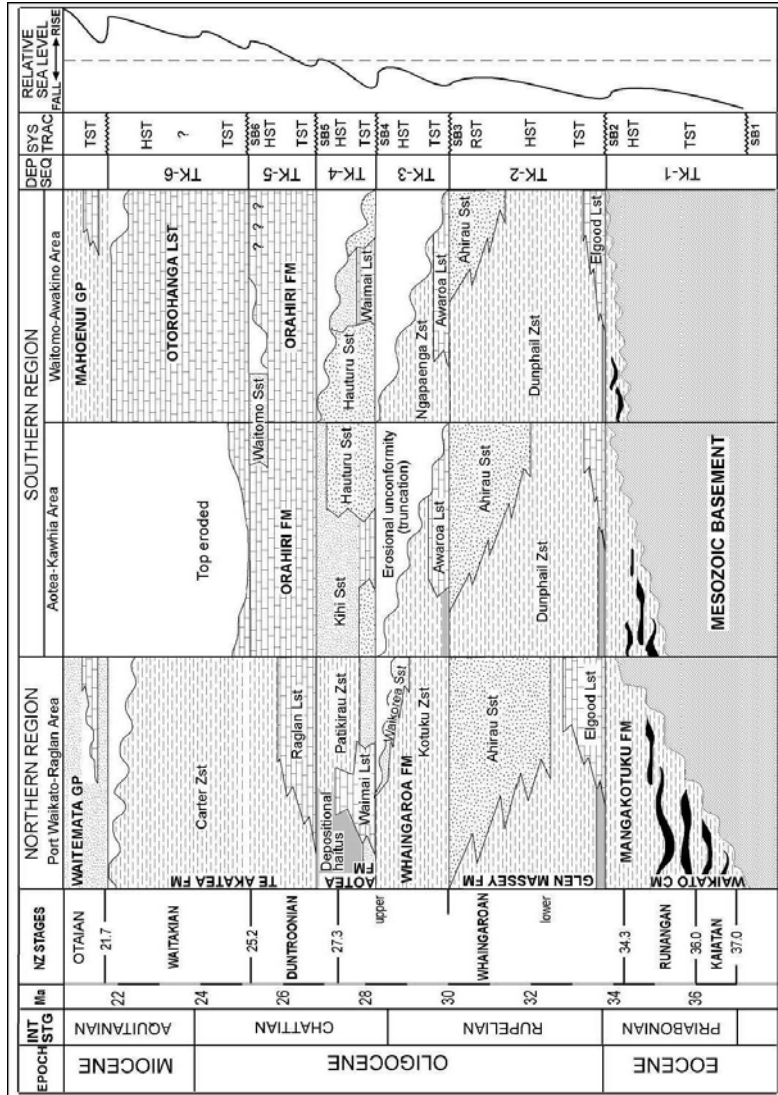 EPOCH
INT STG
Ma
NZ STAGES
NORTHERN REGION
Port Waikato-Raglan Area
SOUTHERN REGION
Aotea-Kawhia Area
Waitomo-Awakino Area
DEP SEQ
SYS TRAC
RELATIVE SEA LEVEL
FALL
RISE
MIOCENE
OLIGOCENE
EOCENE
AQUITANIAN
CHATTIAN
RUPELIAN
PRIABONIAN
22
24
26
28
30
32
34
36
OTAIAN
21.7
WAITAKIAN
25.2
DUNTROONIAN
27.3
upper
WHAINGAROAN
lower
34.3
RUNANGAN
36.0
KAIATAN
37.0
WAITEMATA GP
Carter Zst
TE AKATEA FM
Raglan Lst
Depositional haitus
Patikirau Zst
Waimai Lst
AOTEA FM
Waikorea Sst
WHAINGAROA FM
Kotuku Zst
Ahirau Sst
Elgood Lst
GLEN MASSEY FM
MANGAKOTUKU FM
WAIKATO CM
Top eroded
ORAHIRI FM
Kihi Sst
Hauturu Sst
Erosional unconformity
(truncation)
Awaroa Lst
Ahirau Sst
Dunphail Zst
MESOZOIC BASEMENT
MAHOENUI GP
OTOROHANGA LST
Waitomo Sst
? ? ?
ORAHIRI FM
Hauturu Sst
Waimai Lst
Ngapaenga Zst
Awaroa Lst
Ahirau Sst
Dunphail Zst
Elgood Lst
TK-6
TK-5
TK-4
TK-3
TK-2
TK-1
TST
HST
?
TST
SB6
HST
TST
SB5
HST
TST
SB4
HST
TST
SB3
RST
HST
TST
SB2
HST
TST
SB1